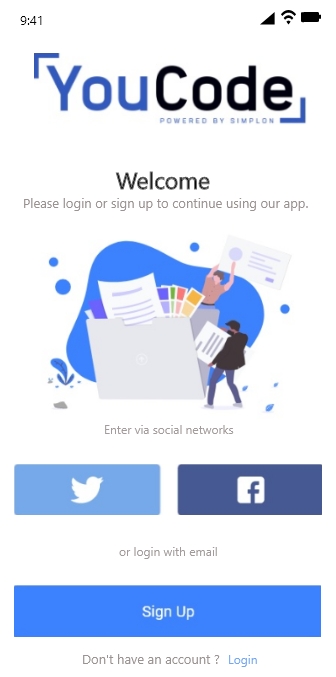 9:41
YouCode
POWERED BY SIMPLON
Welcome
Please login or sign up to continue using our app.
Enter via social networks
or login with email
Sign Up
Don't have an account ? Login